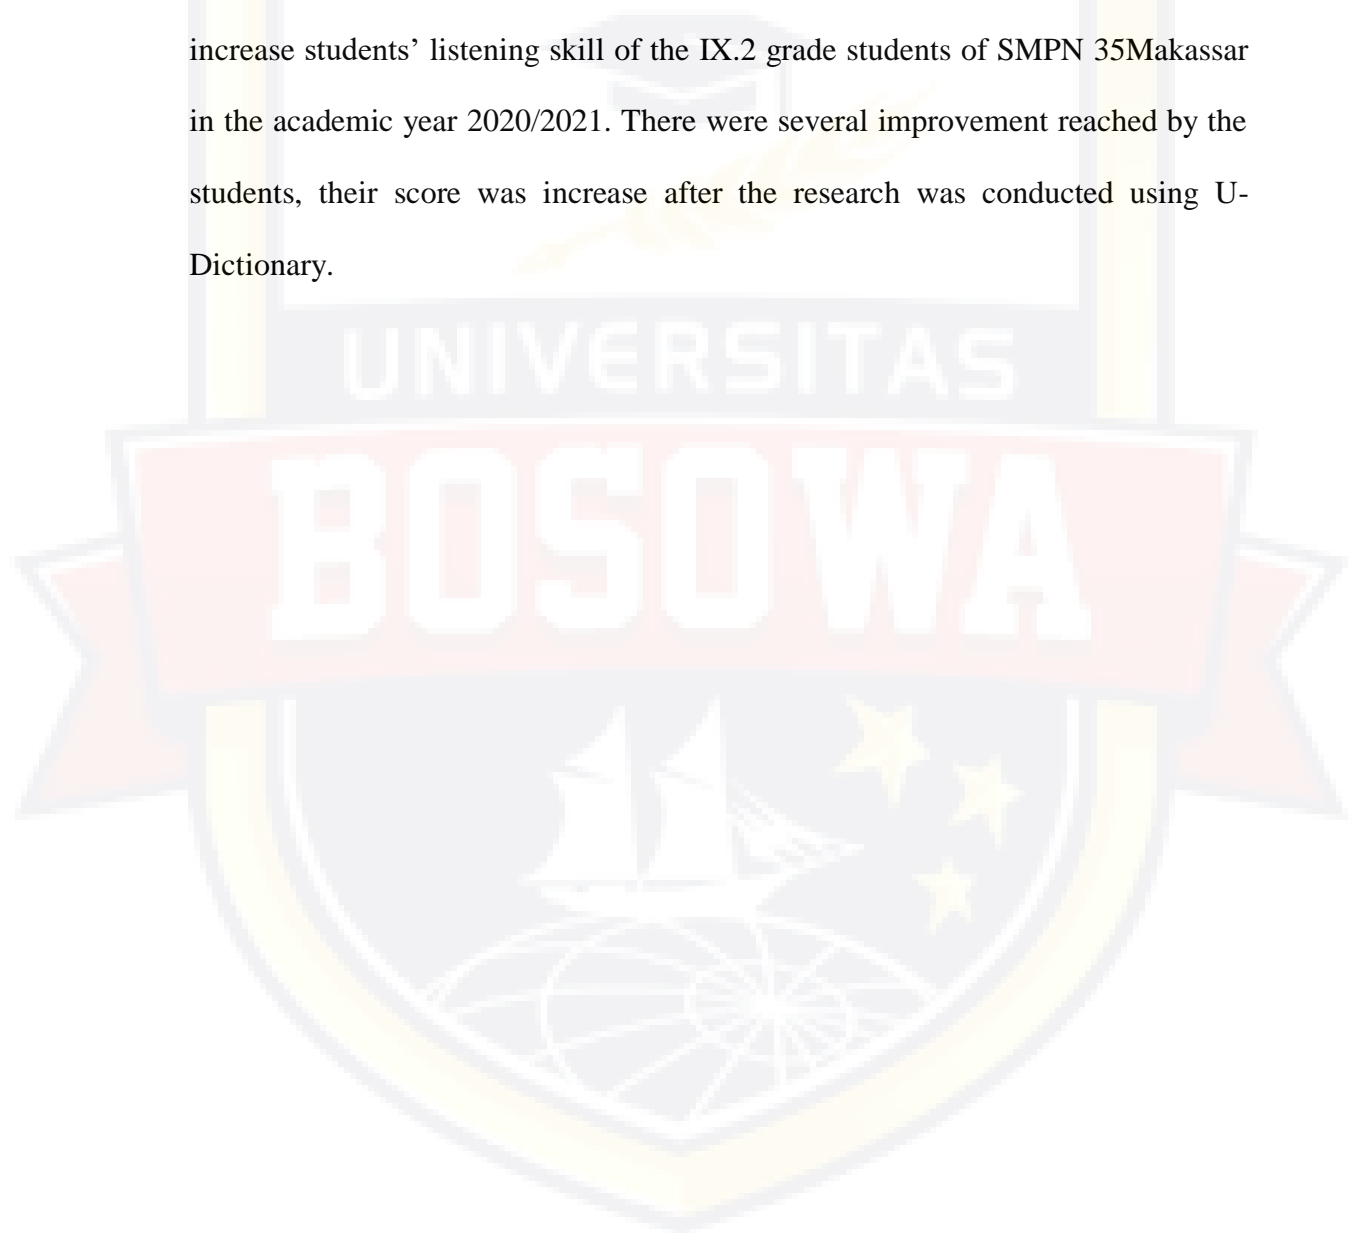 increase students’ listening skill of the IX.2 grade students of SMPN 35Makassar
in the academic year 2020/2021. There were several improvement reached by the
students, their score was increase after the research was conducted using U-
Dictionary.
UNIVERSITAS
BOSOWA